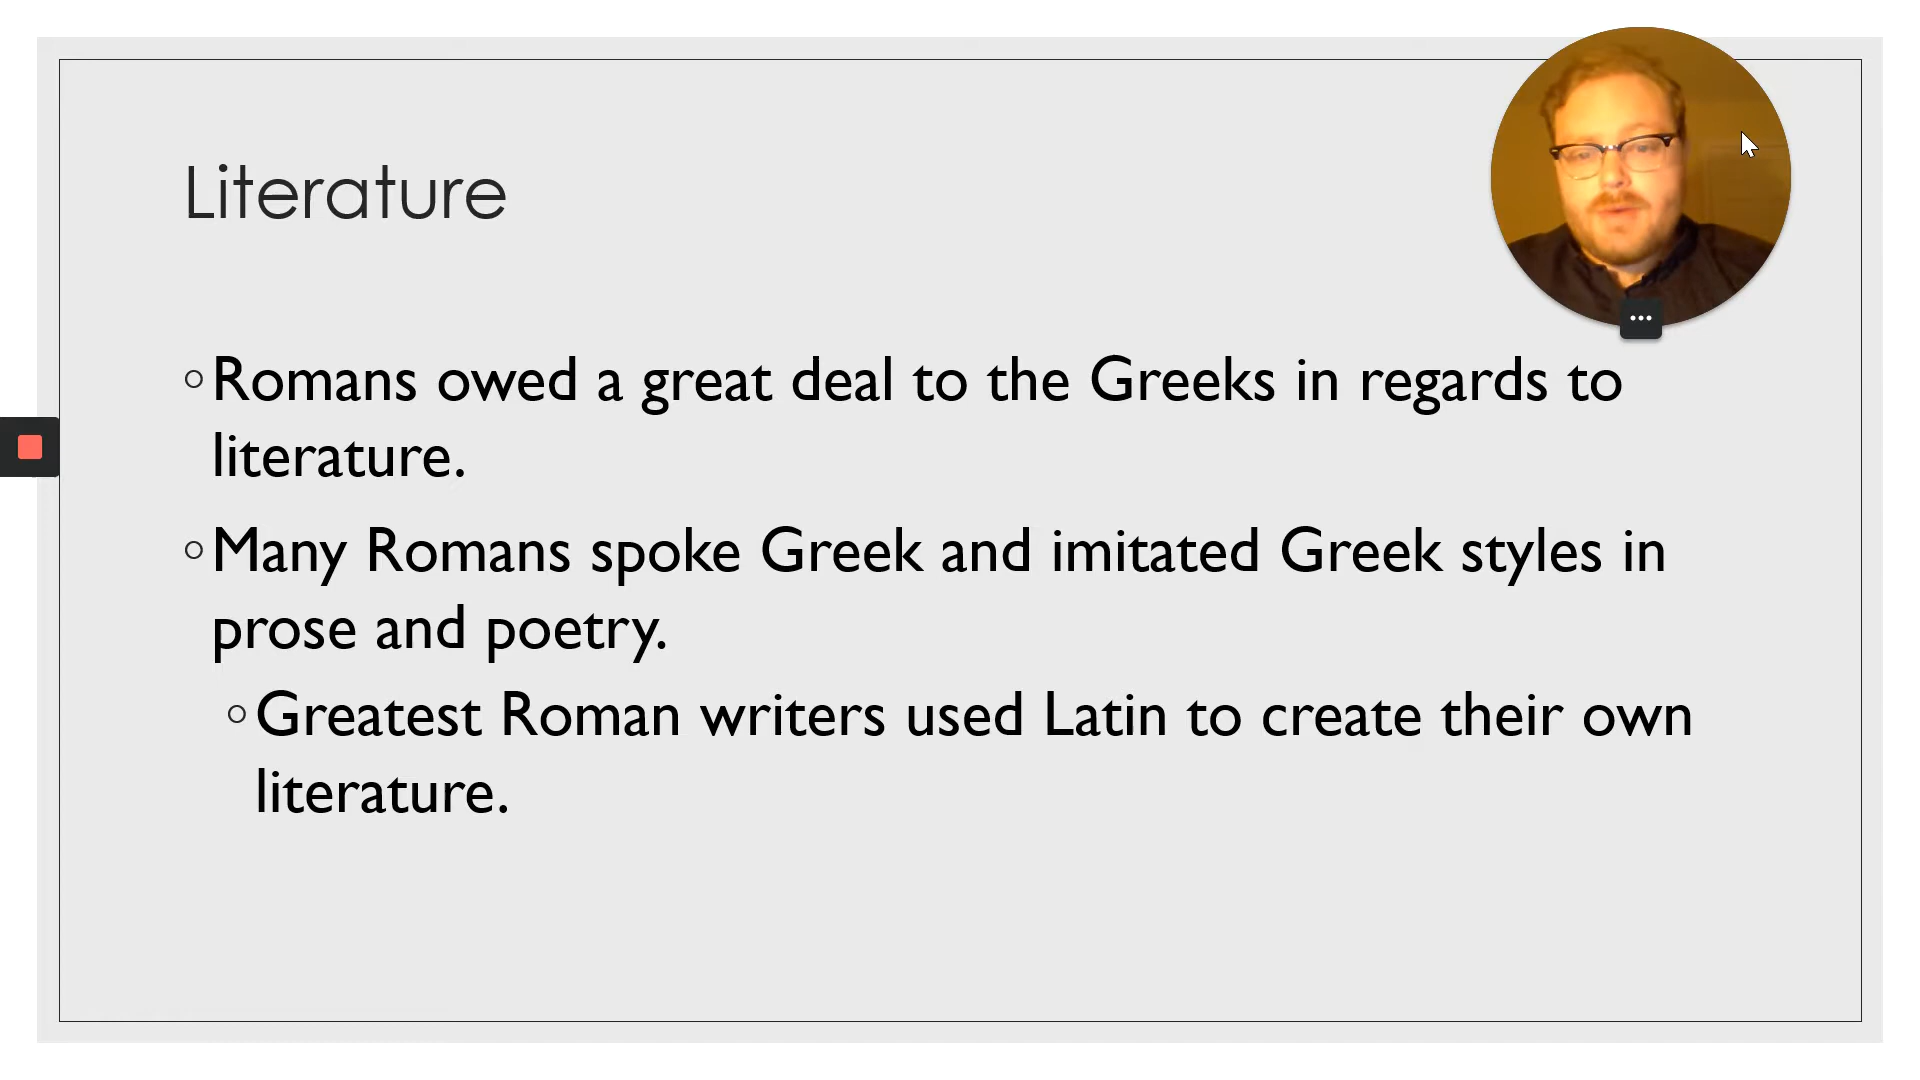 Literature
Romans owed a great deal to the Greeks in regards to
literature.
Many Romans spoke Greek and imitated Greek styles in
prose and poetry.
Greatest Roman writers used Latin to create their own
literature.